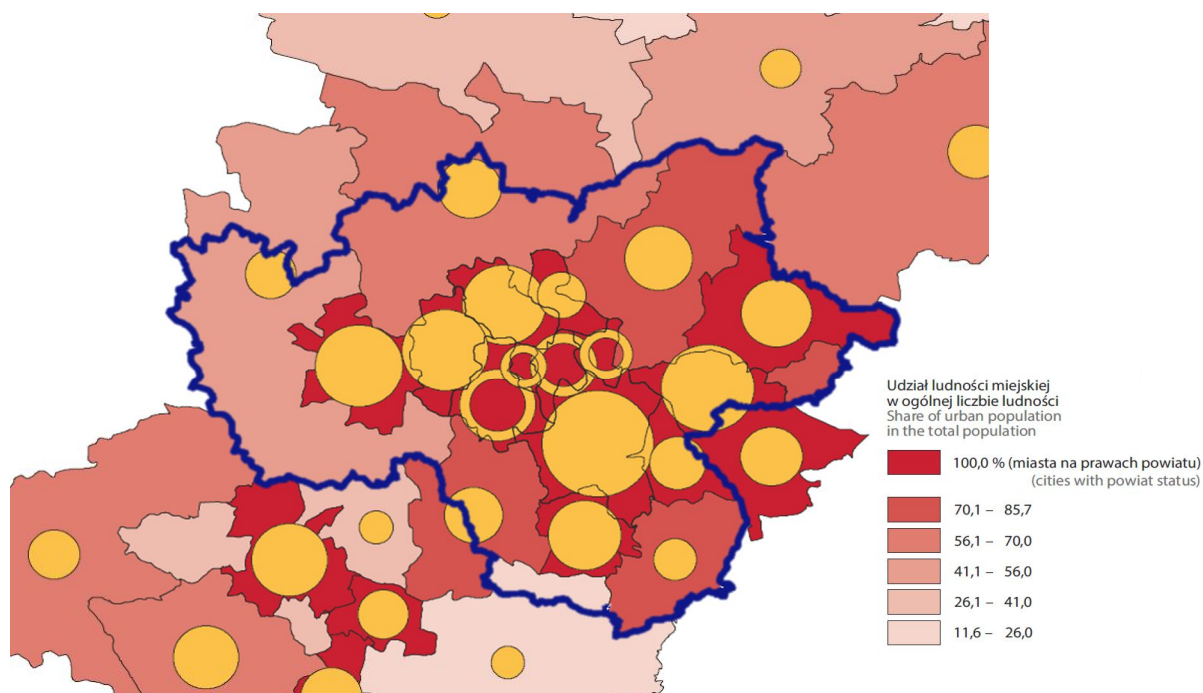 Udział ludności miejskiej
w ogólnej liczbie ludności
Share of urban population
in the total population
100,0 % (miasta na prawach powiatu)
(cities with powiat status)
70,1 – 85,7
56,1 – 70,0
41,1 – 56,0
26,1 – 41,0
11,6 – 26,0